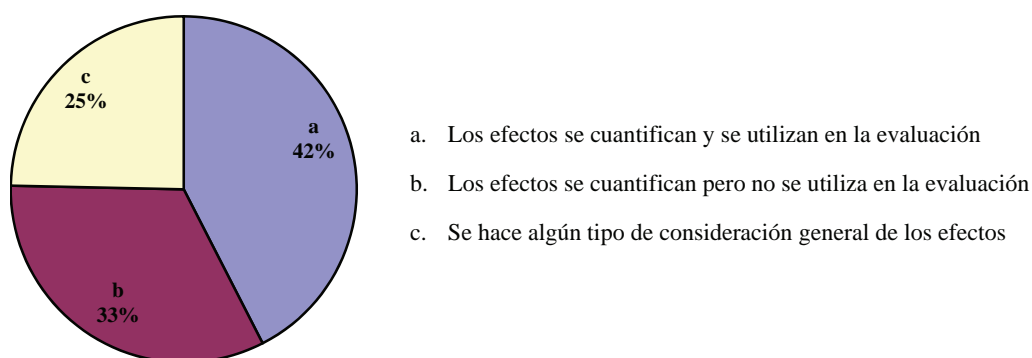 c
25%
a
42%
b
33%
a. Los efectos se cuantifican y se utilizan en la evaluación
b. Los efectos se cuantifican pero no se utiliza en la evaluación
c. Se hace algún tipo de consideración general de los efectos